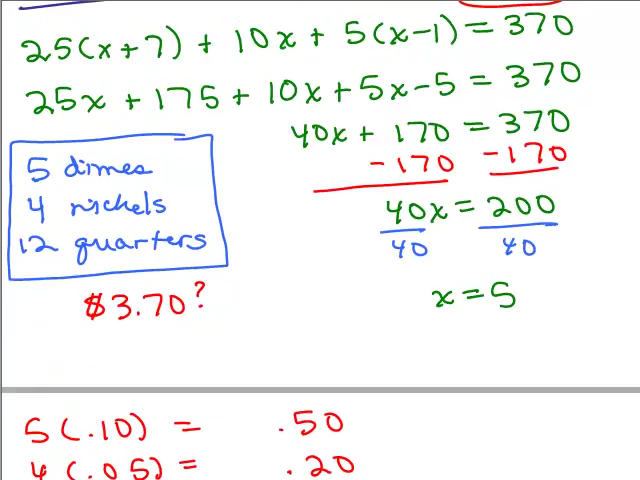 25(x+7) + 10x + 5(x-1) = 370
25x + 175 + 10x + 5x - 5 = 370
40x + 170 = 370
-170 -170
40x = 200
40 40
x = 5
5 dimes
4 nickels
12 quarters
$3.70?
5(.10) = .50
4(.05) = .20